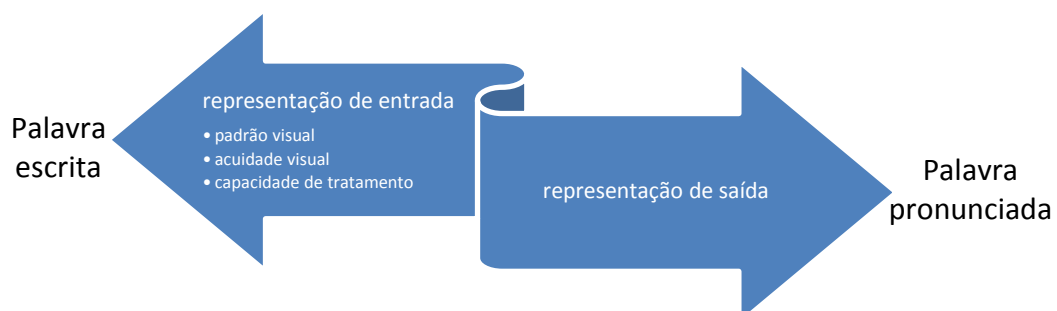 Palavra
escrita
representação de entrada
• padrão visual
• acuidade visual
• capacidade de tratamento
representação de saída
Palavra
pronunciada